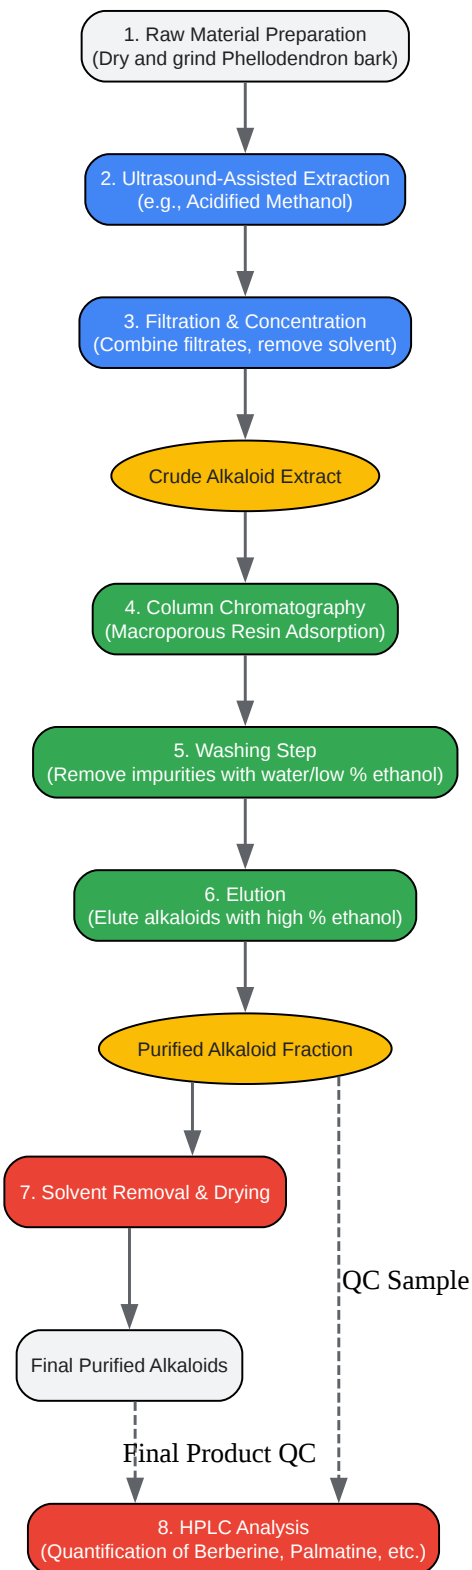 1. Raw Material Preparation
(Dry and grind Phellodendron bark)
2. Ultrasound-Assisted Extraction
(e.g., Acidified Methanol)
3. Filtration & Concentration
(Combine filtrates, remove solvent)
Crude Alkaloid Extract
4. Column Chromatography
(Macroporous Resin Adsorption)
5. Washing Step
(Remove impurities with water/low % ethanol)
6. Elution
(Elute alkaloids with high % ethanol)
Purified Alkaloid Fraction
7. Solvent Removal & Drying
QC Sample
Final Purified Alkaloids
Final Product QC
8. HPLC Analysis
(Quantification of Berberine, Palmatine, etc.)